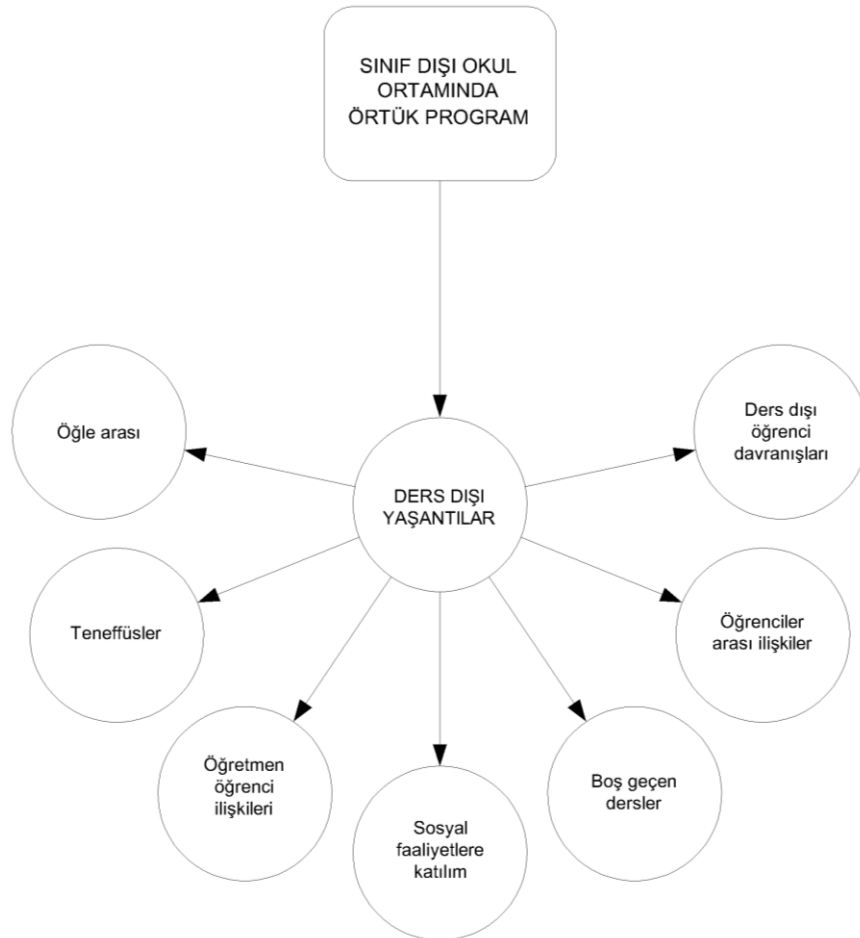 SINIF DIŞI OKUL
ORTAMINDA
ÖRTÜK PROGRAM
Öğle arası
Ders dışı
öğrenci
davranışları
DERS DIŞI
YAŞANTILAR
Teneffüsler
Öğrenciler
arası ilişkiler
Öğretmen
öğrenci
ilişkileri
Boş geçen
dersler
Sosyal
faaliyetlere
katılım